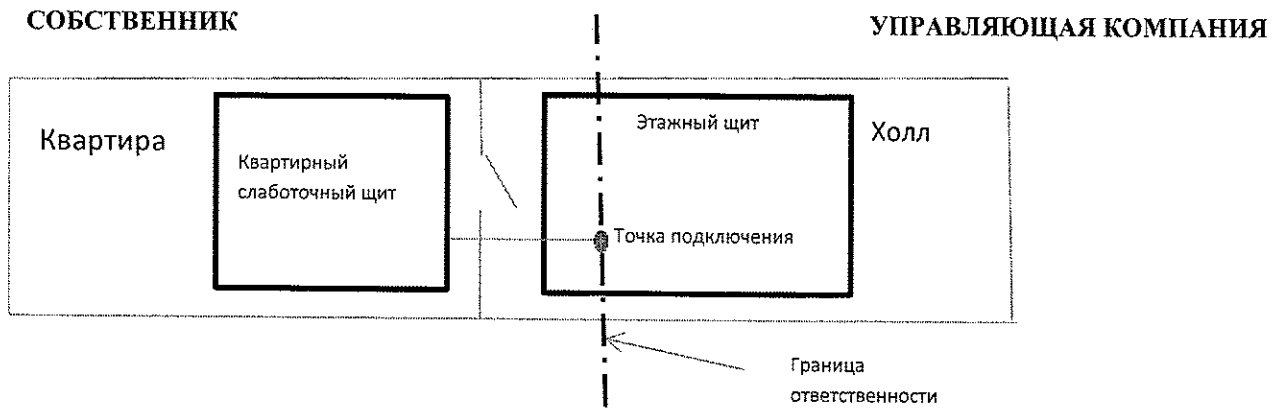 СОБСТВЕННИК
УПРАВЛЯЮЩАЯ КОМПАНИЯ
Квартира
Квартирный
слаботочный щит
Этажный щит
Холл
Точка подключения
Граница
ответственности